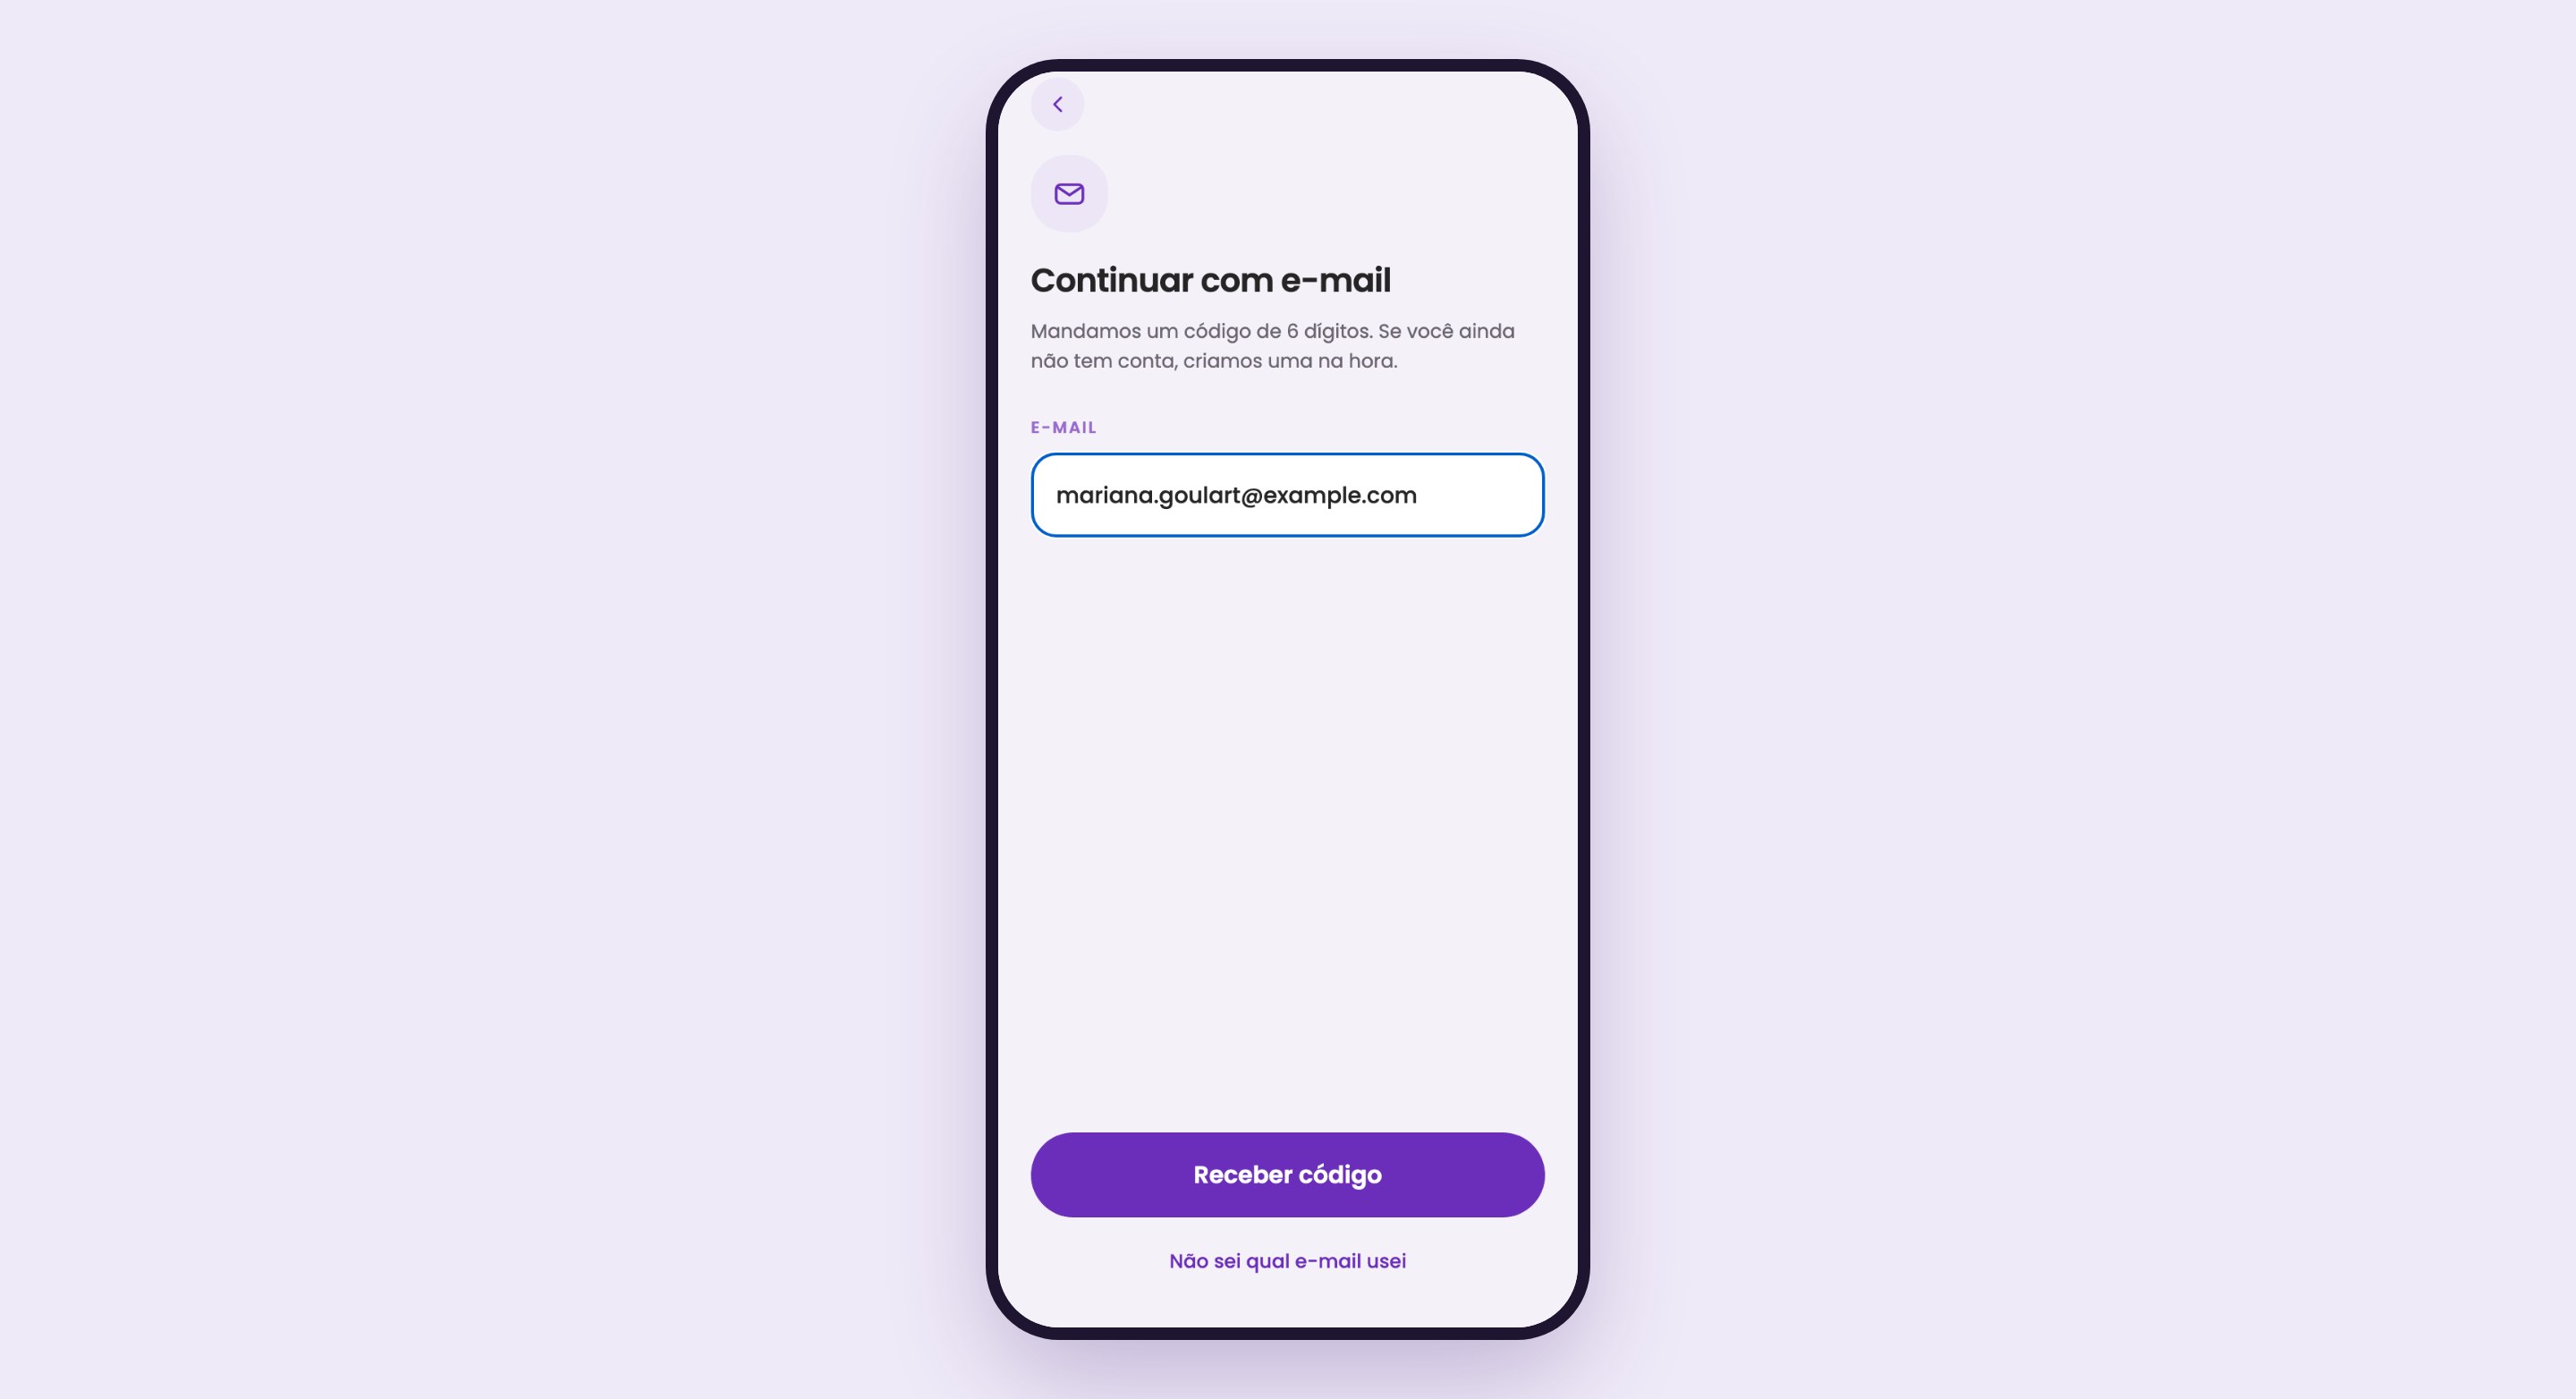 Continuar com e-mail
Mandamos um código de 6 dígitos. Se você ainda
não tem conta, criamos uma na hora.
E-MAIL
mariana.goulart@example.com
Receber código
Não sei qual e-mail usei